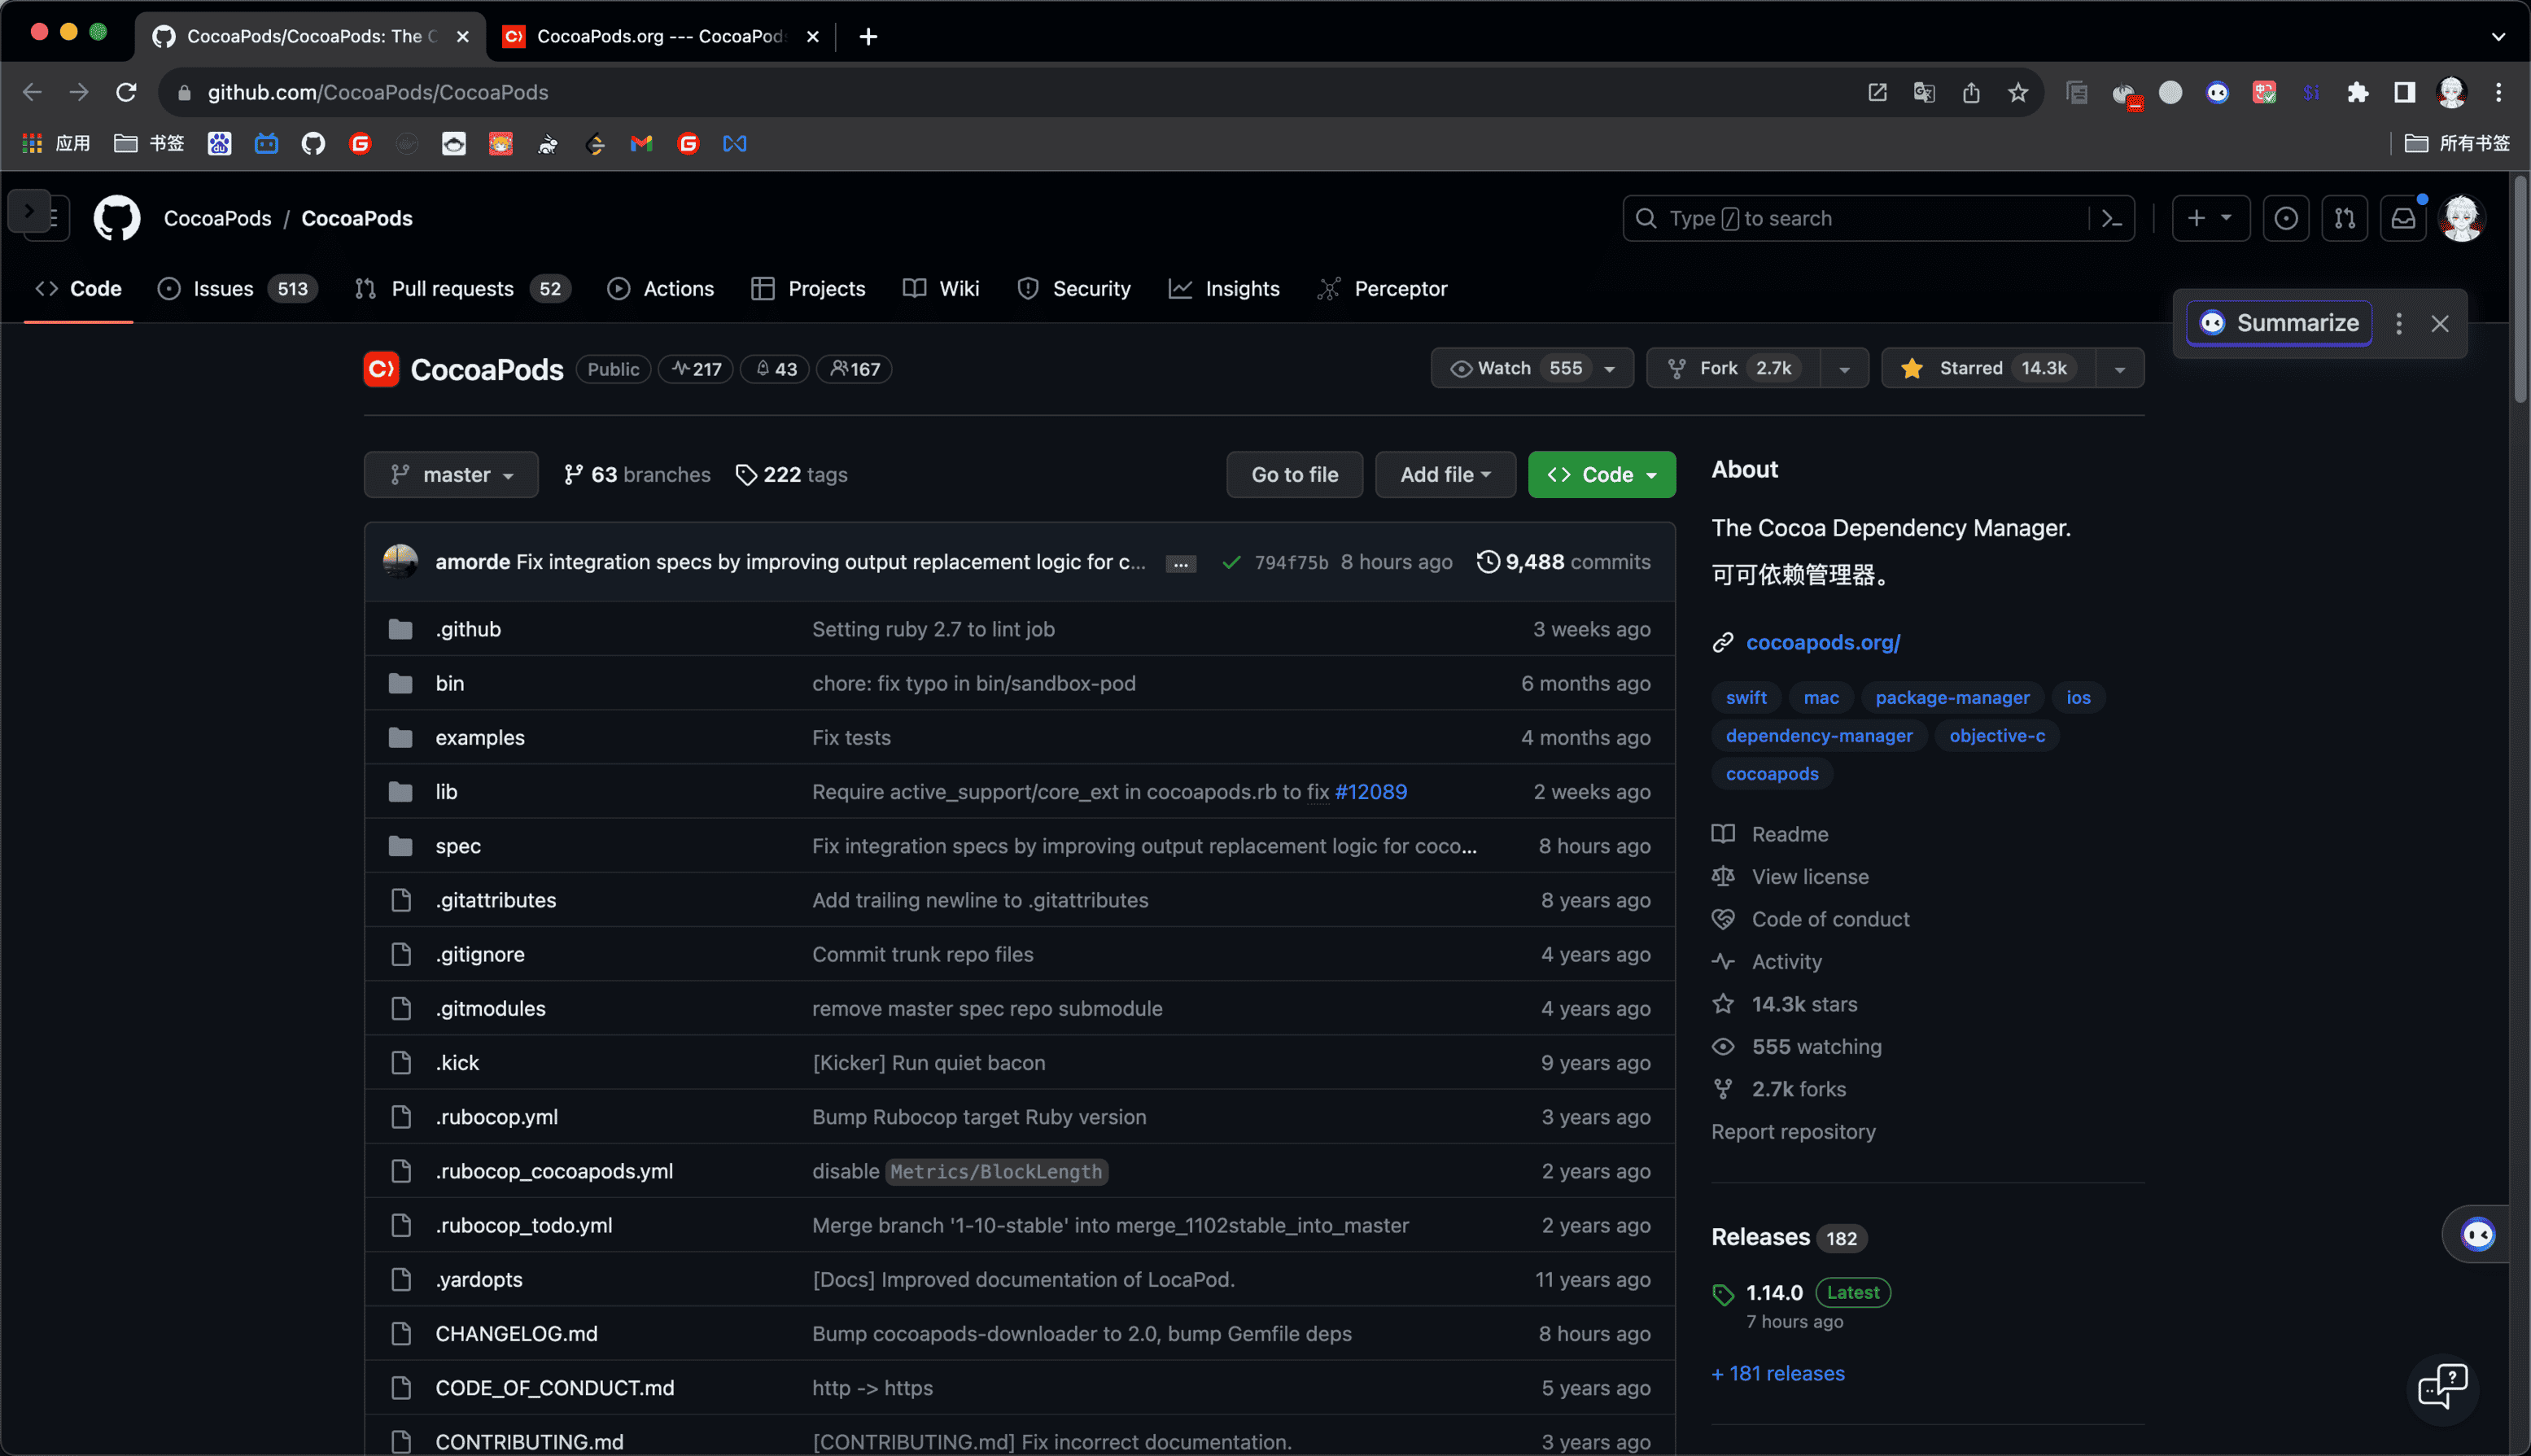 CocoaPods/CocoaPods: The C
CocoaPods.org --- CocoaPods
github.com/CocoaPods/CocoaPods
应用 书签 所有书签
CocoaPods / CocoaPods
Type / to search
Code Issues 513 Pull requests 52 Actions Projects Wiki Security Insights Perceptor
Summarize
CocoaPods Public 217 43 167
Watch 555 Fork 2.7k Starred 14.3k
master 63 branches 222 tags Go to file Add file Code
amorde Fix integration specs by improving output replacement logic for c... ... 794f75b 8 hours ago 9,488 commits
.github Setting ruby 2.7 to lint job 3 weeks ago
bin chore: fix typo in bin/sandbox-pod 6 months ago
examples Fix tests 4 months ago
lib Require active_support/core_ext in cocoapods.rb to fix #12089 2 weeks ago
spec Fix integration specs by improving output replacement logic for coco... 8 hours ago
.gitattributes Add trailing newline to .gitattributes 8 years ago
.gitignore Commit trunk repo files 4 years ago
.gitmodules remove master spec repo submodule 4 years ago
.kick [Kicker] Run quiet bacon 9 years ago
.rubocop.yml Bump Rubocop target Ruby version 3 years ago
.rubocop_cocoapods.yml disable Metrics/BlockLength 2 years ago
.rubocop_todo.yml Merge branch '1-10-stable' into merge_1102stable_into_master 2 years ago
.yardopts [Docs] Improved documentation of LocaPod. 11 years ago
CHANGELOG.md Bump cocoapods-downloader to 2.0, bump Gemfile deps 8 hours ago
CODE_OF_CONDUCT.md http -> https 5 years ago
CONTRIBUTING.md [CONTRIBUTING.md] Fix incorrect documentation. 3 years ago
About
The Cocoa Dependency Manager.
可可依赖管理器。
cocoapods.org/
swift mac package-manager ios
dependency-manager objective-c
cocoapods
Readme
View license
Code of conduct
Activity
14.3k stars
555 watching
2.7k forks
Report repository
Releases 182
1.14.0 Latest
7 hours ago
+ 181 releases